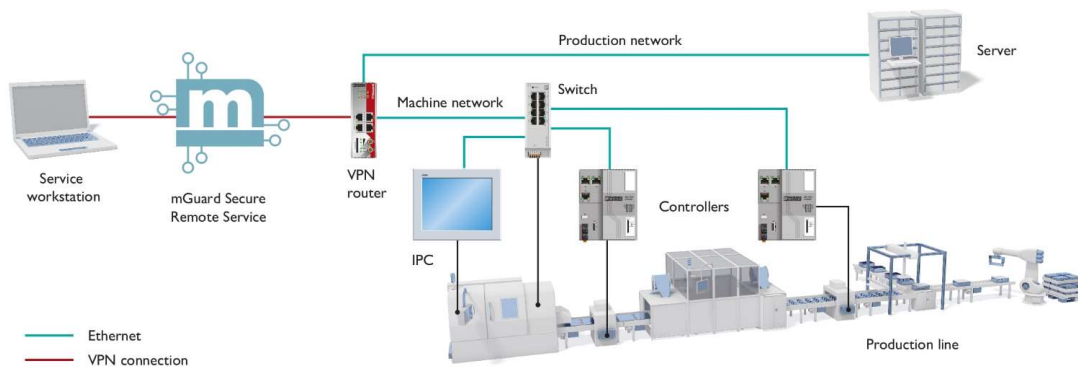 Production network
Server
Switch
Machine network
m
Service
workstation
mGuard Secure
Remote Service
VPN
router
Controllers
IPC
Ethernet
VPN connection
Production line